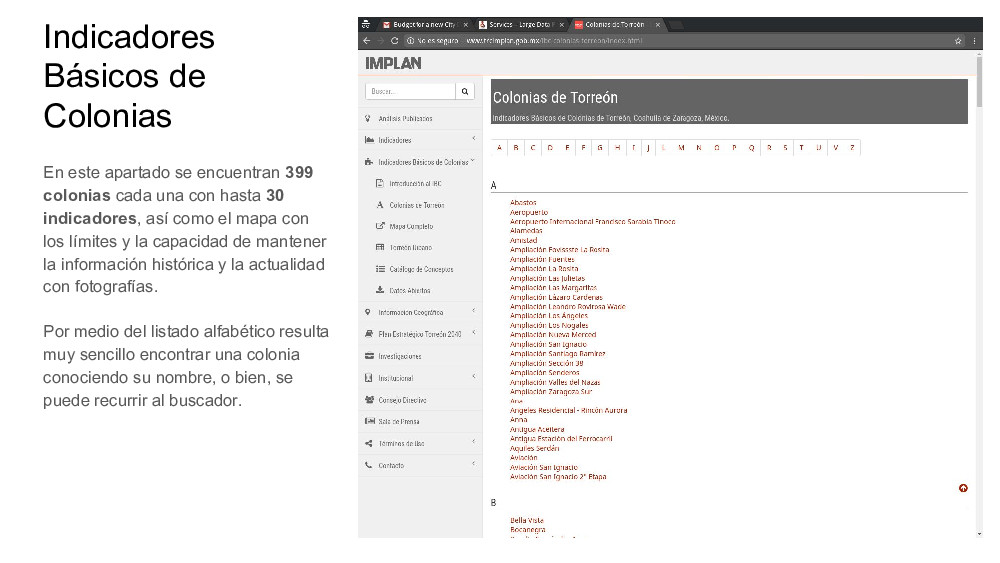 Indicadores
Básicos de
Colonias
En este apartado se encuentran 399
colonias cada una con hasta 30
indicadores, así como el mapa con
los límites y la capacidad de mantener
la información histórica y la actualidad
con fotografías.
Por medio del listado alfabético resulta
muy sencillo encontrar una colonia
conociendo su nombre, o bien, se
puede recurrir al buscador.
Budget for a new City
Services - Large Data
Colonias de Torreón
No es seguro www.trcimplan.gob.mx/ibc-colonias-torreon/index.html
IMPLAN
Buscar...
Análisis Publicados
Indicadores
Indicadores Básicos de Colonias
Introducción al IBC
Colonias de Torreón
Mapa Completo
Torreón Urbano
Catálogo de Conceptos
Datos Abiertos
Información Geográfica
Plan Estratégico Torreón 2040
Investigaciones
Institucional
Consejo Directivo
Sala de Prensa
Términos de Uso
Contacto
Colonias de Torreón
Indicadores Básicos de Colonias de Torreón, Coahuila de Zaragoza, México.
A B C D E F G H I J L M N O P Q R S T U V Z
A
Abastos
Aeropuerto
Aeropuerto Internacional Francisco Sarabia Tinoco
Alamedas
Amistad
Ampliación Fovissste La Rosita
Ampliación Fuentes
Ampliación La Rosita
Ampliación Las Julietas
Ampliación Las Margaritas
Ampliación Lázaro Cárdenas
Ampliación Leandro Rovirosa Wade
Ampliación Los Ángeles
Ampliación Los Nogales
Ampliación Nueva Merced
Ampliación San Ignacio
Ampliación Santiago Ramírez
Ampliación Sección 38
Ampliación Senderos
Ampliación Valles del Nazas
Ampliación Zaragoza Sur
Ana
Ángeles Residencial - Rincón Aurora
Anna
Antigua Aceitera
Antigua Estación del Ferrocarril
Aquiles Serdán
Aviación
Aviación San Ignacio
Aviación San Ignacio 2° Etapa
B
Bella Vista
Bocanegra